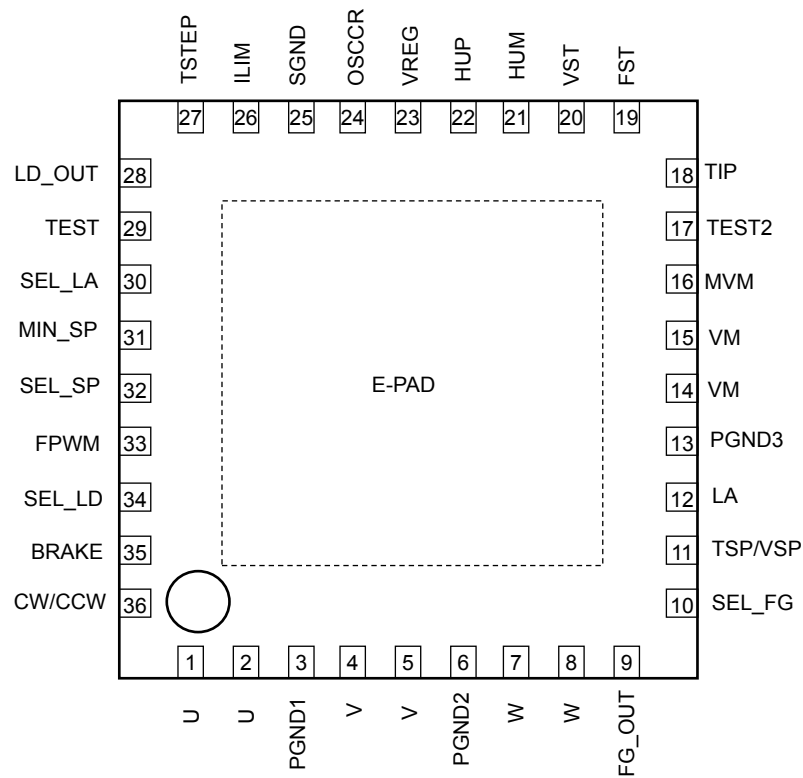 TSTEP
ILIM
SGND
OSCCR
VREG
HUP
HUM
VST
FST
27
26
25
24
23
22
21
20
19
LD_OUT 28
TEST 29
SEL_LA 30
MIN_SP 31
SEL_SP 32
FPWM 33
SEL_LD 34
BRAKE 35
CW/CCW 36
E-PAD
18 TIP
17 TEST2
16 MVM
15 VM
14 VM
13 PGND3
12 LA
11 TSP/VSP
10 SEL_FG
1
2
3
4
5
6
7
8
9
U
U
PGND1
V
V
PGND2
W
W
FG_OUT